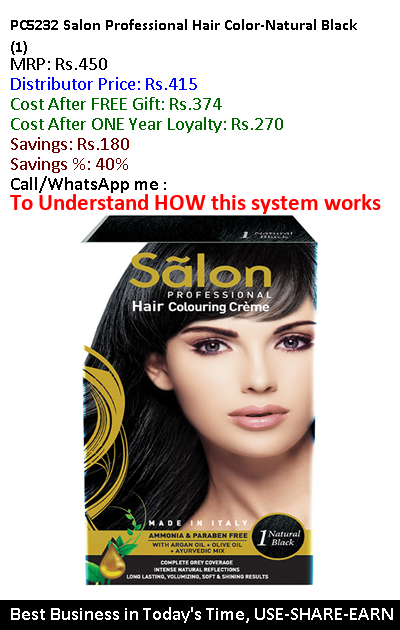 PC5232 Salon Professional Hair Color-Natural Black
(1)
MRP: Rs.450
Distributor Price: Rs.415
Cost After FREE Gift: Rs.374
Cost After ONE Year Loyalty: Rs.270
Savings: Rs.180
Savings %: 40%
Call/WhatsApp me :
To Understand HOW this system works
1 Natural
Black
Sãlon
PROFESSIONAL
Hair Colouring Crème
MADE IN ITALY
AMMONIA & PARABEN FREE
WITH ARGAN OIL • OLIVE OIL
• AYURVEDIC MIX
1 Natural
Black
COMPLETE GREY COVERAGE
INTENSE NATURAL REFLECTIONS
LONG LASTING, VOLUMIZING, SOFT & SHINING RESULTS
Best Business in Today's Time, USE-SHARE-EARN